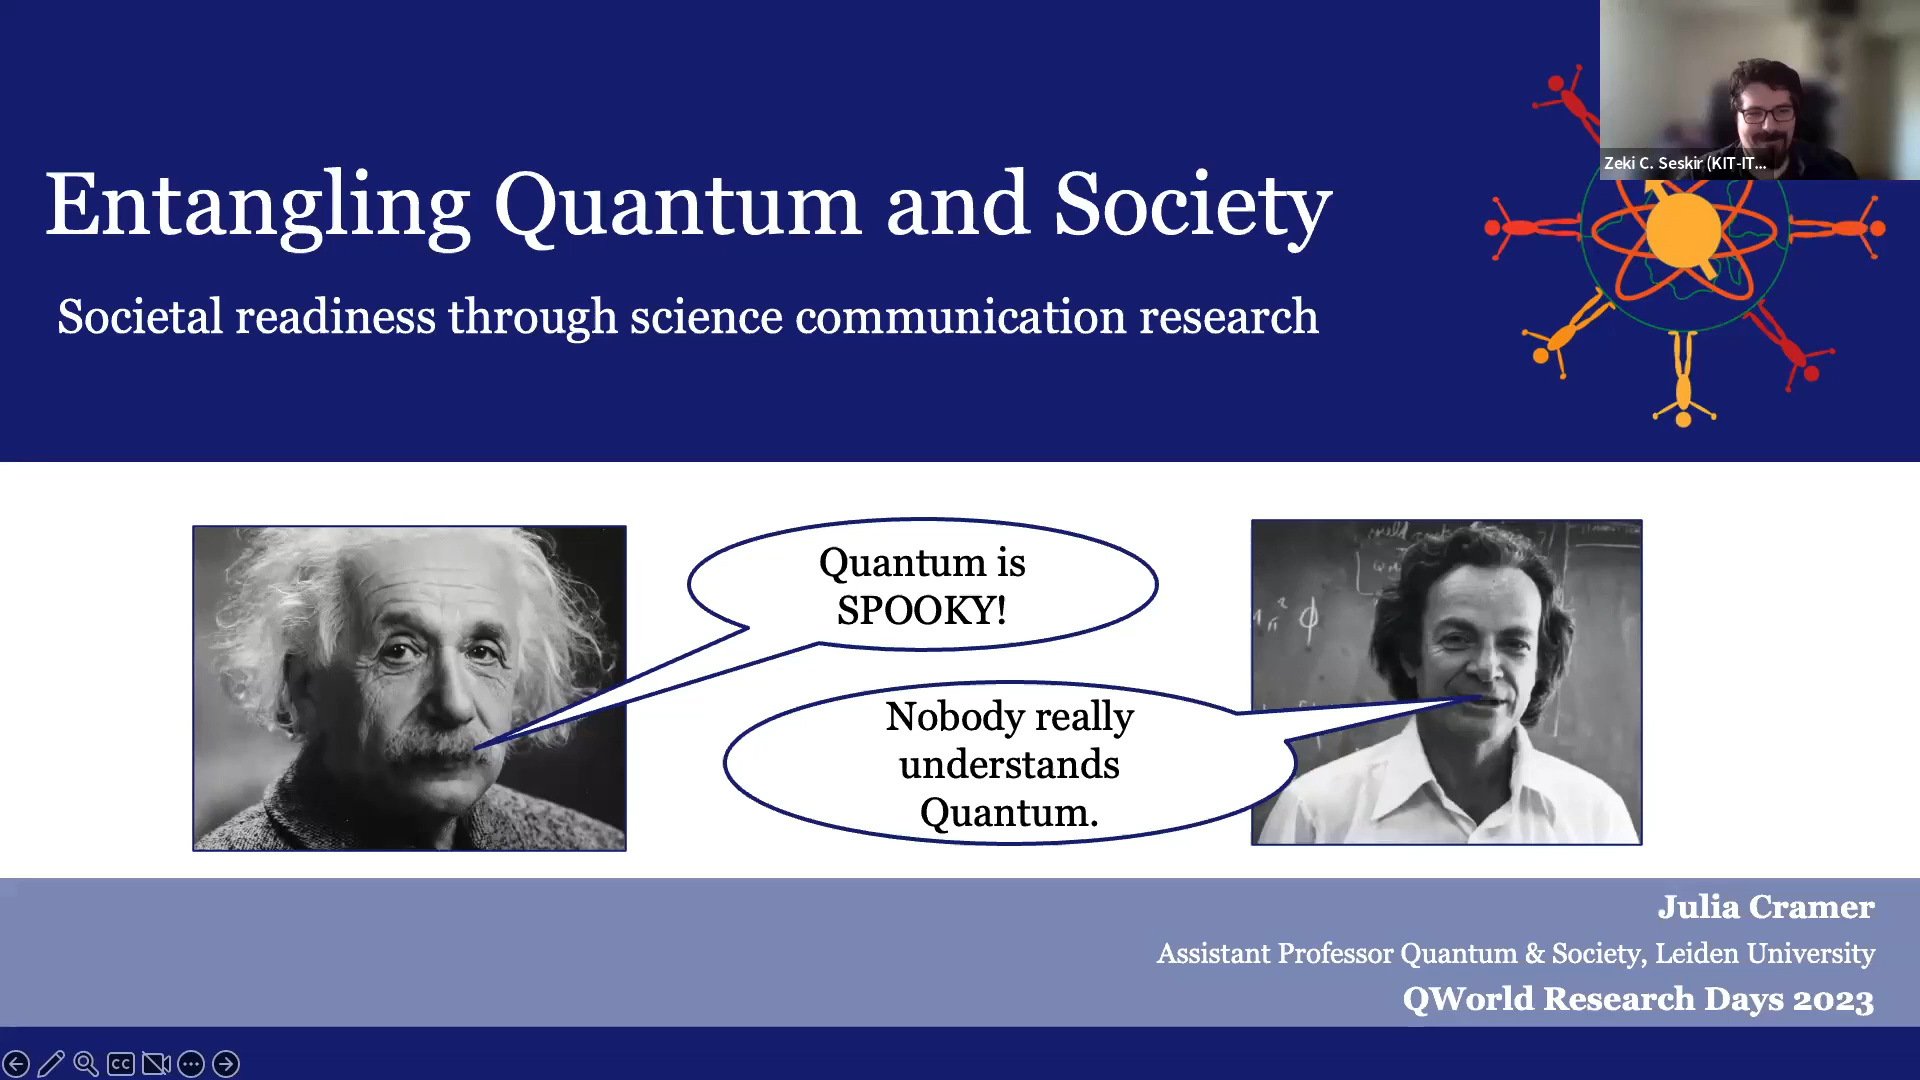 Zeki C. Seskir (KIT-IT...
Entangling Quantum and Society
Societal readiness through science communication research
Quantum is
SPOOKY!
Nobody really
understands
Quantum.
Julia Cramer
Assistant Professor Quantum & Society, Leiden University
QWorld Research Days 2023
CC